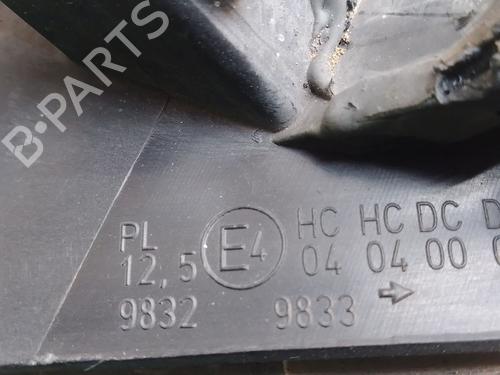 B-PARTS
PL E4 HC HC DC
12,5 04 04 00
9832 9833 →